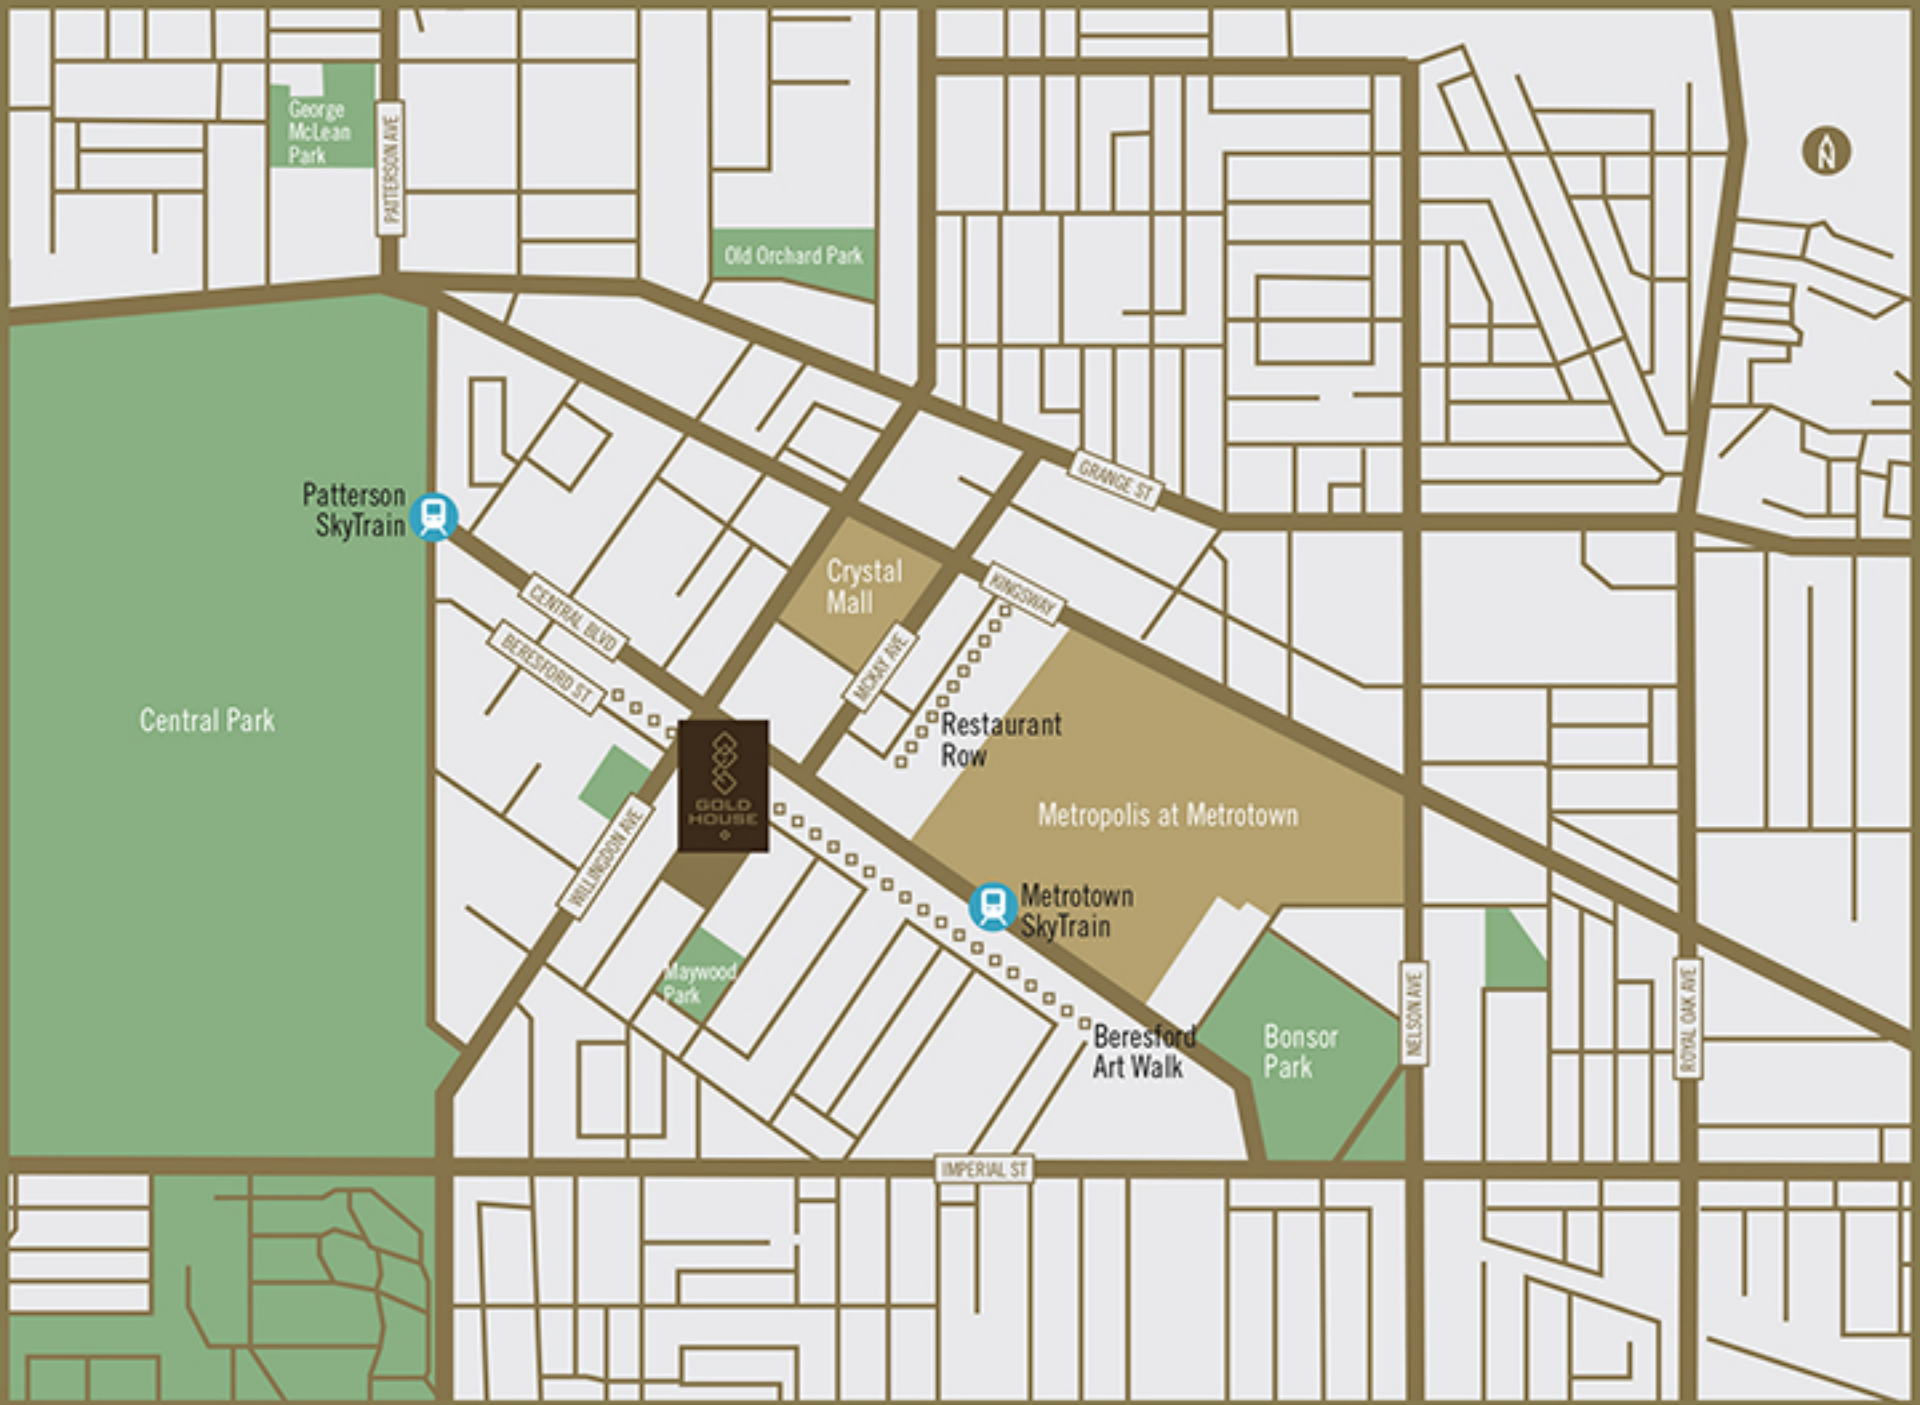 George
McLean
Park
PATTERSON AVE
N
Old Orchard Park
Patterson
SkyTrain
GRANGE ST
Crystal
Mall
KINGSWAY
CENTRAL BLVD
BERESFORD ST
MCKAY AVE
Central Park
Restaurant
Row
GOLD
HOUSE
Metropolis at Metrotown
WILLINGDON AVE
Metrotown
SkyTrain
Maywood
Park
Beresford
Art Walk
Bonsor
Park
NELSON AVE
ROYAL OAK AVE
IMPERIAL ST